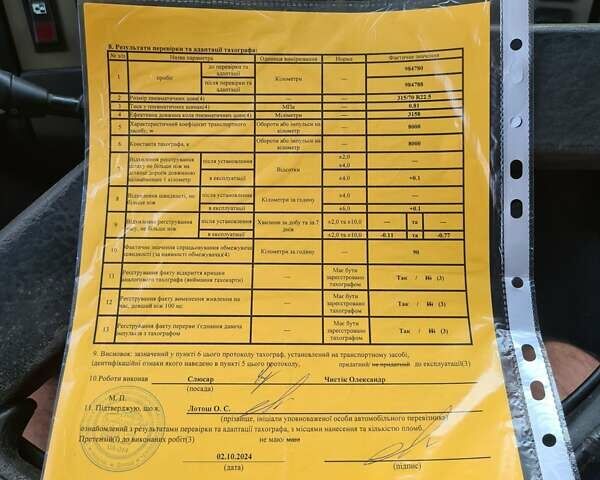 8. Результати перевірки та адаптації тахографа:
№ з/п Назва параметра Одиниця вимірювання Норма Фактичне значення
1 пробіг до перевірки та адаптації Кілометри — 984780
після перевірки та адаптації — 984788
2 Розмір пневматичних шин(4) — — 315/70 R22.5
3 Тиск у пневматичних шинах(4) МПа — 0,81
4 Ефективна довжина кола пневматичних шин(4) Міліметри — 3158
5 Характеристичний коефіцієнт транспортного засобу, w Обороти або імпульси на кілометр — 8000
6 Константа тахографа, k Обороти або імпульси на кілометр — 8000
7 Відхилення реєстрування шляху не більше ніж на ділянці дороги довжиною щонайменше 1 кілометр після установлення Відсотки ±2,0 —
в експлуатації ±4,0 +0.1
8 Відхилення швидкості, не більше ніж після установлення Кілометри за годину ±4,0 —
в експлуатації ±6,0 +0.1
9 Відхилення реєстрування часу, не більше ніж після установлення Хвилини за добу та за 7 днів ±2,0 та ±10,0 — та —
в експлуатації ±2,0 та ±10,0 -0.11 та -0.77
10 Фактичне значення спрацьовування обмежувача швидкості (за наявності обмежувача)(4) Кілометри за годину — 90
11 Реєстрування факту відкриття кришки аналогового тахографа (виймання тахокарти) — Має бути зареєстровано тахографом Так / Ні (3)
12 Реєстрування факту вимкнення живлення на час, довший ніж 100 мс — Має бути зареєстровано тахографом Так / Ні (3)
13 Реєстрування факту перерви з'єднання давача імпульсів з тахографом — Має бути зареєстровано тахографом Так / Ні (3)
9. Висновок: зазначений у пункті 6 цього протоколу тахограф, установлений на транспортному засобі,
(ідентифікаційні ознаки якого наведено в пункті 5 цього протоколу, придатний/ не придатний до експлуатації(3)
10.Роботи виконав Слюсар Чистік Олександр
(посада)
М. П.
11. Підтверджую, що я, Лотош О. С.
(прізвище, ініціали уповноваженої особи автомобільного перевізника)
ознайомлений з результатами перевірки та адаптації тахографа, з місцями нанесення та кількістю пломб.
Претензій(ї) до виконаних робіт(3) не маю/ маю
02.10.2024
(дата) (підпис)